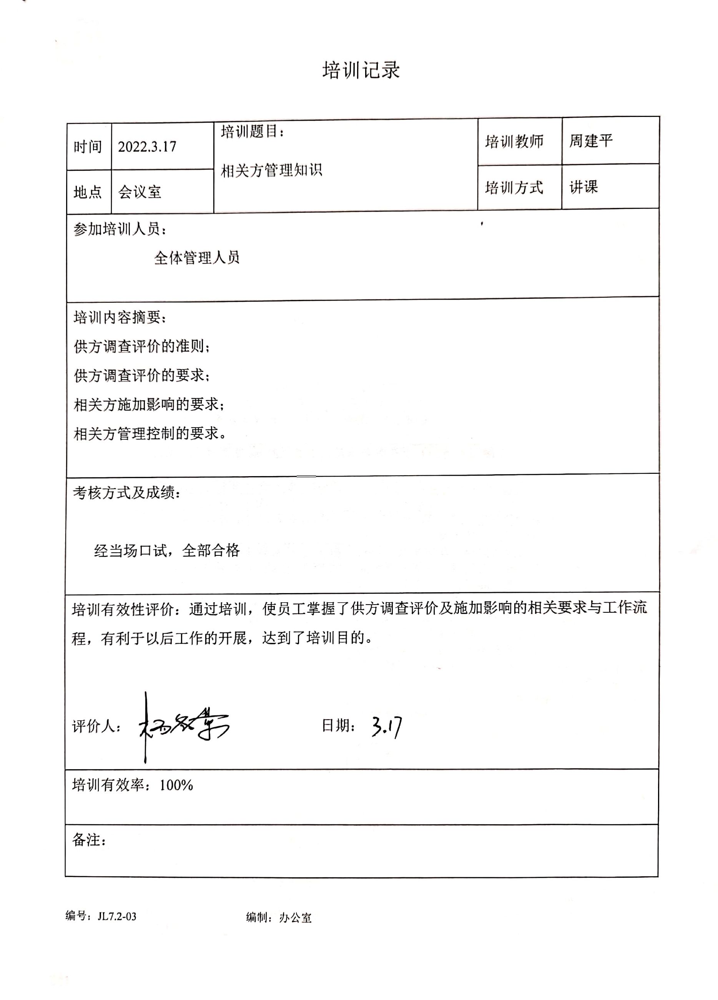 培训记录
时间 2022.3.17 培训题目： 培训教师 周建平
相关方管理知识
地点 会议室 培训方式 讲课
参加培训人员：
全体管理人员
培训内容摘要：
供方调查评价的准则；
供方调查评价的要求；
相关方施加影响的要求；
相关方管理控制的要求。
考核方式及成绩：
经当场口试，全部合格
培训有效性评价：通过培训，使员工掌握了供方调查评价及施加影响的相关要求与工作流
程，有利于以后工作的开展，达到了培训目的。
评价人： 日期：3.17
培训有效率：100%
备注：
编号：JL7.2-03 编制：办公室